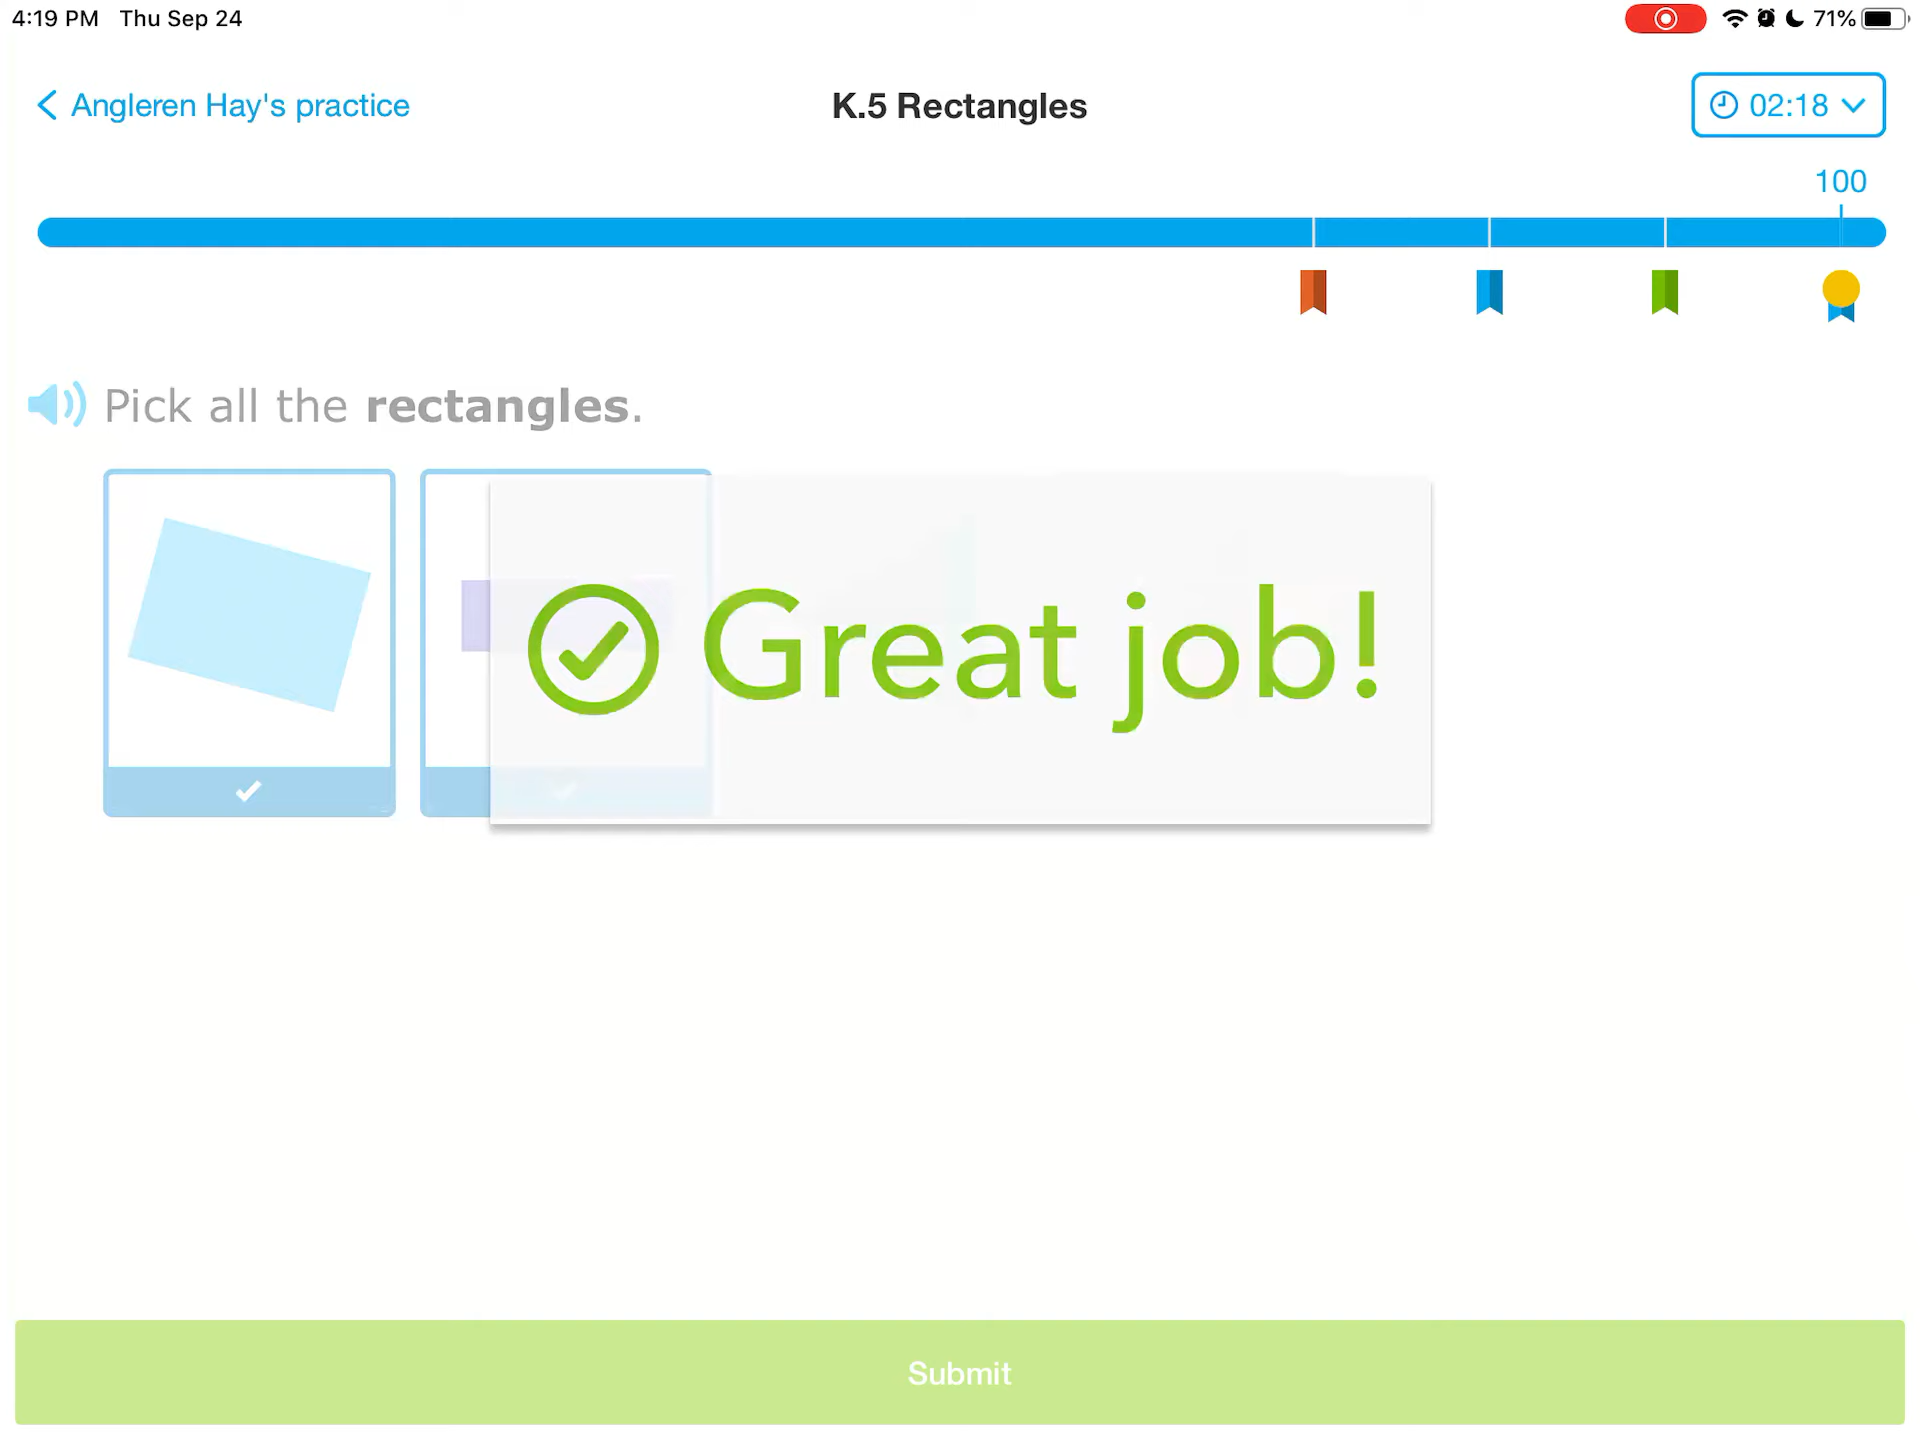 4:19 PM Thu Sep 24
71%
Angleren Hay's practice
K.5 Rectangles
02:18
100
Pick all the rectangles.
Great job!
Submit